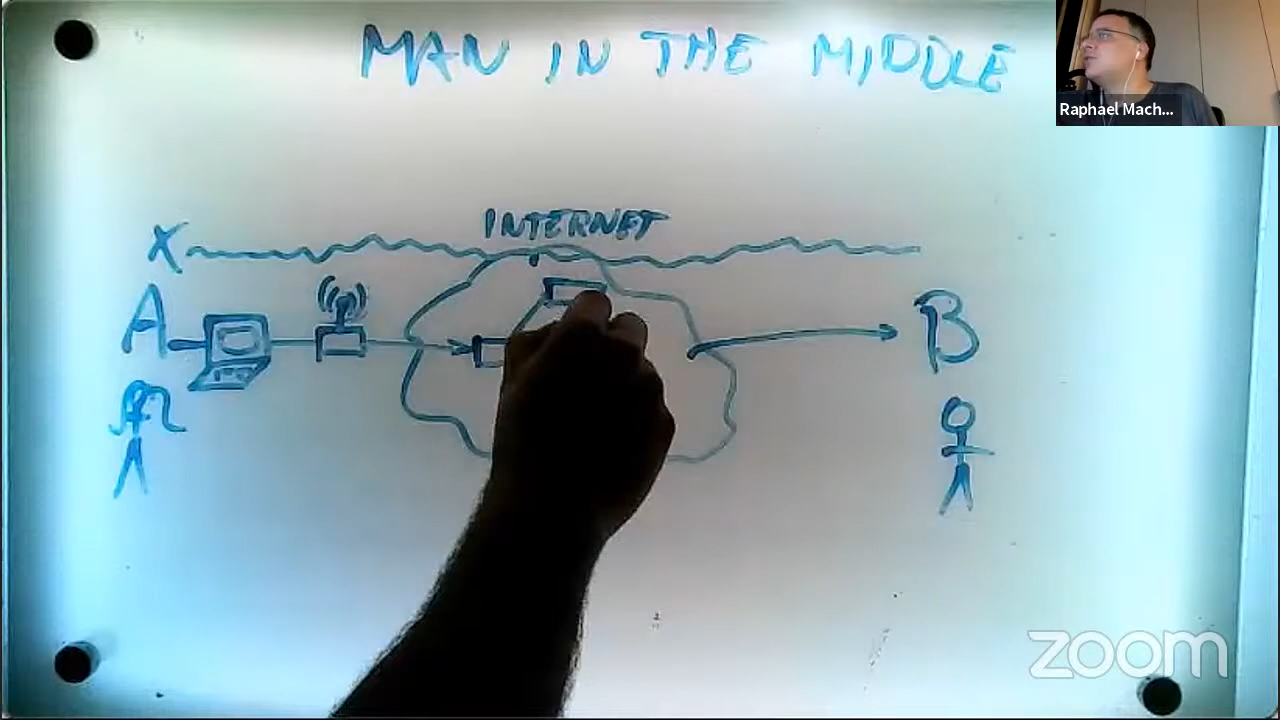 MAN IN THE MIDDLE
Raphael Mach...
INTERNET
X
A
B
zoom